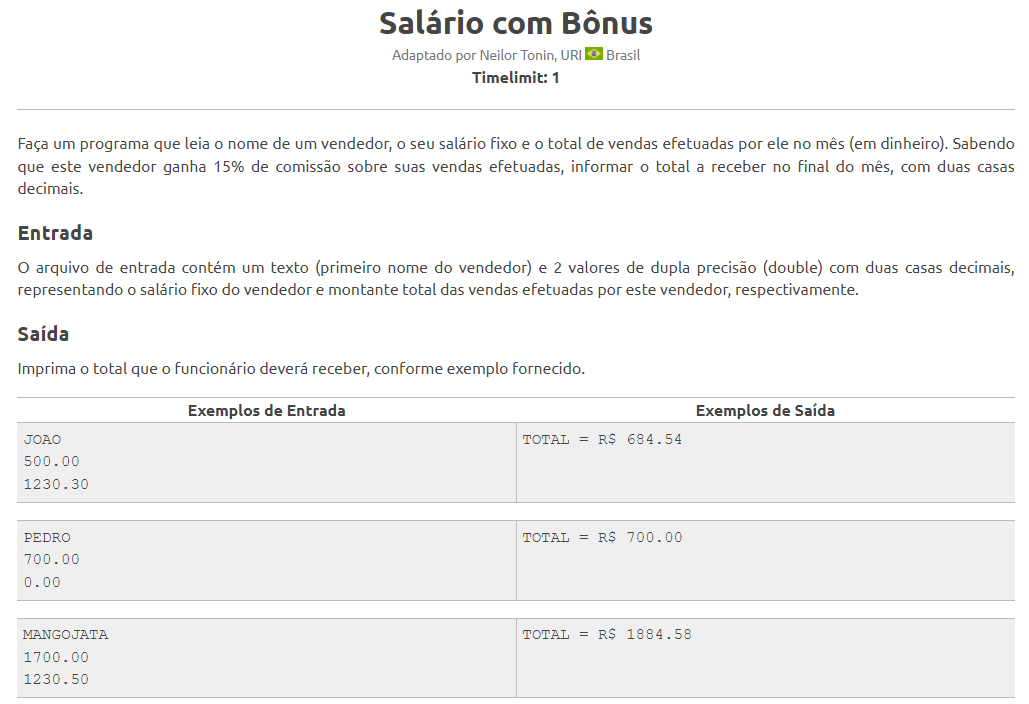 Salário com Bônus
Adaptado por Neilor Tonin, URI Brasil
Timelimit: 1
Faça um programa que leia o nome de um vendedor, o seu salário fixo e o total de vendas efetuadas por ele no mês (em dinheiro). Sabendo
que este vendedor ganha 15% de comissão sobre suas vendas efetuadas, informar o total a receber no final do mês, com duas casas
decimais.
Entrada
O arquivo de entrada contém um texto (primeiro nome do vendedor) e 2 valores de dupla precisão (double) com duas casas decimais,
representando o salário fixo do vendedor e montante total das vendas efetuadas por este vendedor, respectivamente.
Saída
Imprima o total que o funcionário deverá receber, conforme exemplo fornecido.
Exemplos de Entrada Exemplos de Saída
JOAO TOTAL = R$ 684.54
500.00
1230.30
PEDRO TOTAL = R$ 700.00
700.00
0.00
MANGOJATA TOTAL = R$ 1884.58
1700.00
1230.50